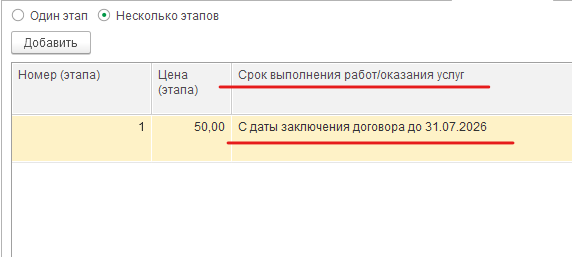 Один этап Несколько этапов
Добавить
Номер (этапа) Цена (этапа) Срок выполнения работ/оказания услуг
1 50,00 С даты заключения договора до 31.07.2026